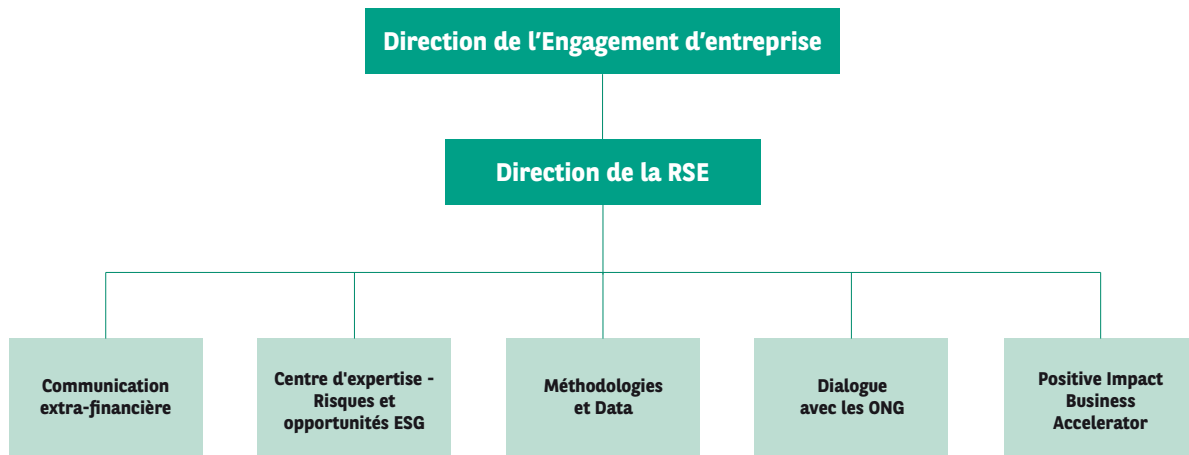 Direction de l’Engagement d’entreprise
Direction de la RSE
Communication
extra-financière
Centre d'expertise -
Risques et
opportunités ESG
Méthodologies
et Data
Dialogue
avec les ONG
Positive Impact
Business
Accelerator